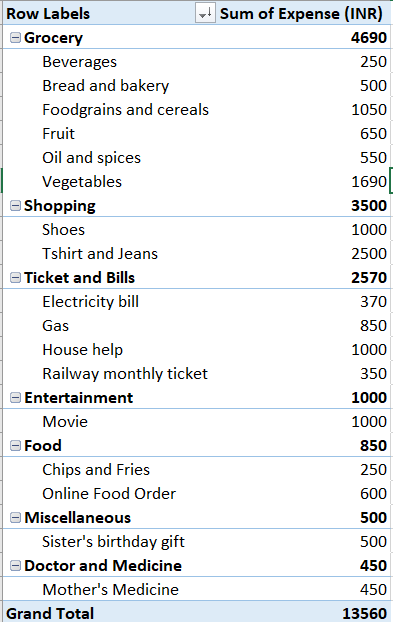 Row Labels Sum of Expense (INR)
Grocery 4690
Beverages 250
Bread and bakery 500
Foodgrains and cereals 1050
Fruit 650
Oil and spices 550
Vegetables 1690
Shopping 3500
Shoes 1000
Tshirt and Jeans 2500
Ticket and Bills 2570
Electricity bill 370
Gas 850
House help 1000
Railway monthly ticket 350
Entertainment 1000
Movie 1000
Food 850
Chips and Fries 250
Online Food Order 600
Miscellaneous 500
Sister's birthday gift 500
Doctor and Medicine 450
Mother's Medicine 450
Grand Total 13560